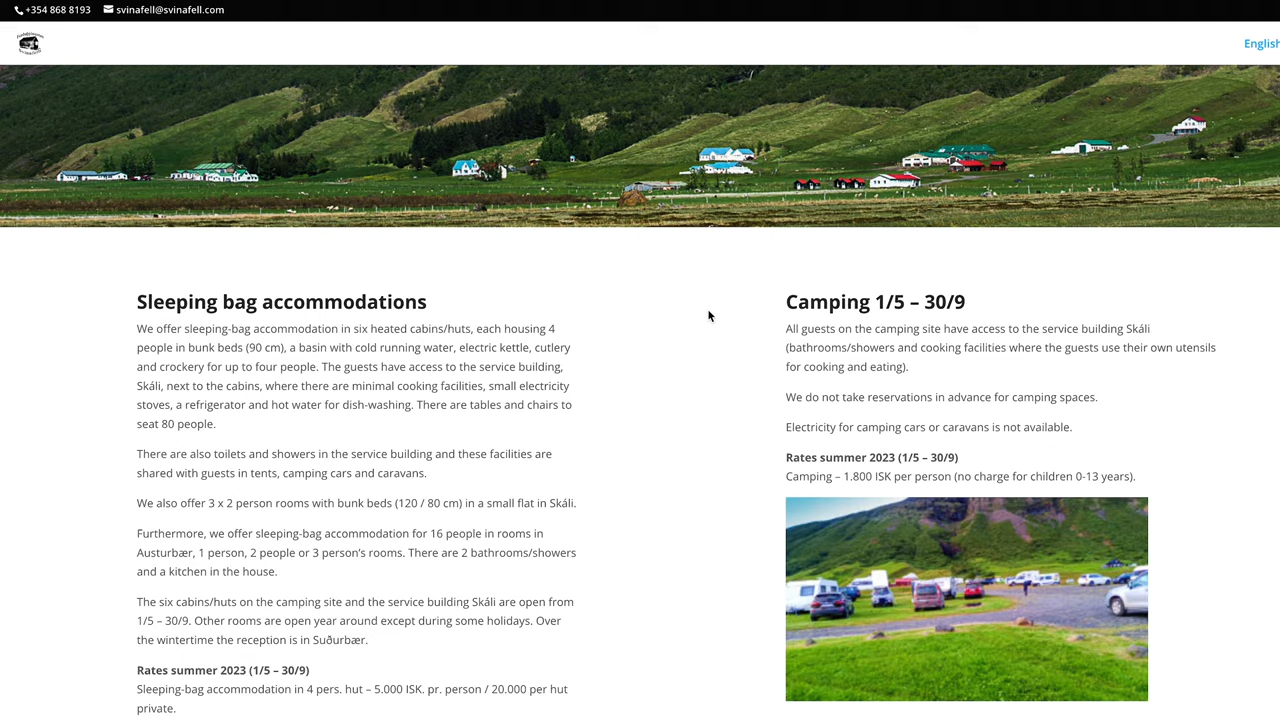 +354 868 8193 svinafell@svinafell.com
English
Sleeping bag accommodations
We offer sleeping-bag accommodation in six heated cabins/huts, each housing 4
people in bunk beds (90 cm), a basin with cold running water, electric kettle, cutlery
and crockery for up to four people. The guests have access to the service building,
Skáli, next to the cabins, where there are minimal cooking facilities, small electricity
stoves, a refrigerator and hot water for dish-washing. There are tables and chairs to
seat 80 people.
There are also toilets and showers in the service building and these facilities are
shared with guests in tents, camping cars and caravans.
We also offer 3 x 2 person rooms with bunk beds (120 / 80 cm) in a small flat in Skáli.
Furthermore, we offer sleeping-bag accommodation for 16 people in rooms in
Austurbær, 1 person, 2 people or 3 person’s rooms. There are 2 bathrooms/showers
and a kitchen in the house.
The six cabins/huts on the camping site and the service building Skáli are open from
1/5 – 30/9. Other rooms are open year around except during some holidays. Over
the wintertime the reception is in Suðurbær.
Rates summer 2023 (1/5 – 30/9)
Sleeping-bag accommodation in 4 pers. hut – 5.000 ISK. pr. person / 20.000 per hut
private.
Camping 1/5 – 30/9
All guests on the camping site have access to the service building Skáli
(bathrooms/showers and cooking facilities where the guests use their own utensils
for cooking and eating).
We do not take reservations in advance for camping spaces.
Electricity for camping cars or caravans is not available.
Rates summer 2023 (1/5 – 30/9)
Camping – 1.800 ISK per person (no charge for children 0-13 years).